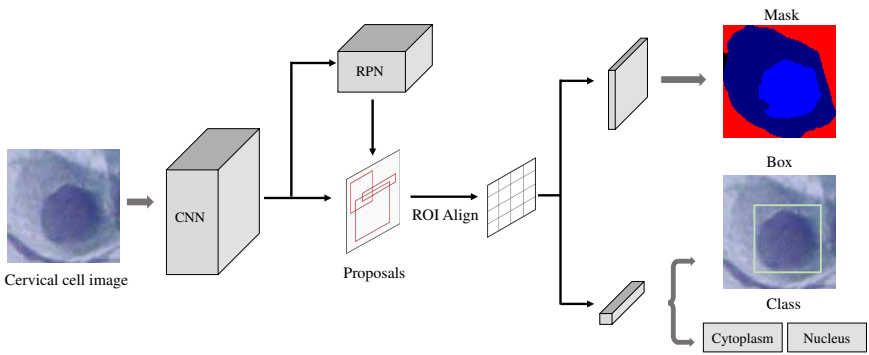 Mask
RPN
Box
CNN
ROI Align
Cervical cell image
Proposals
Class
Cytoplasm
Nucleus